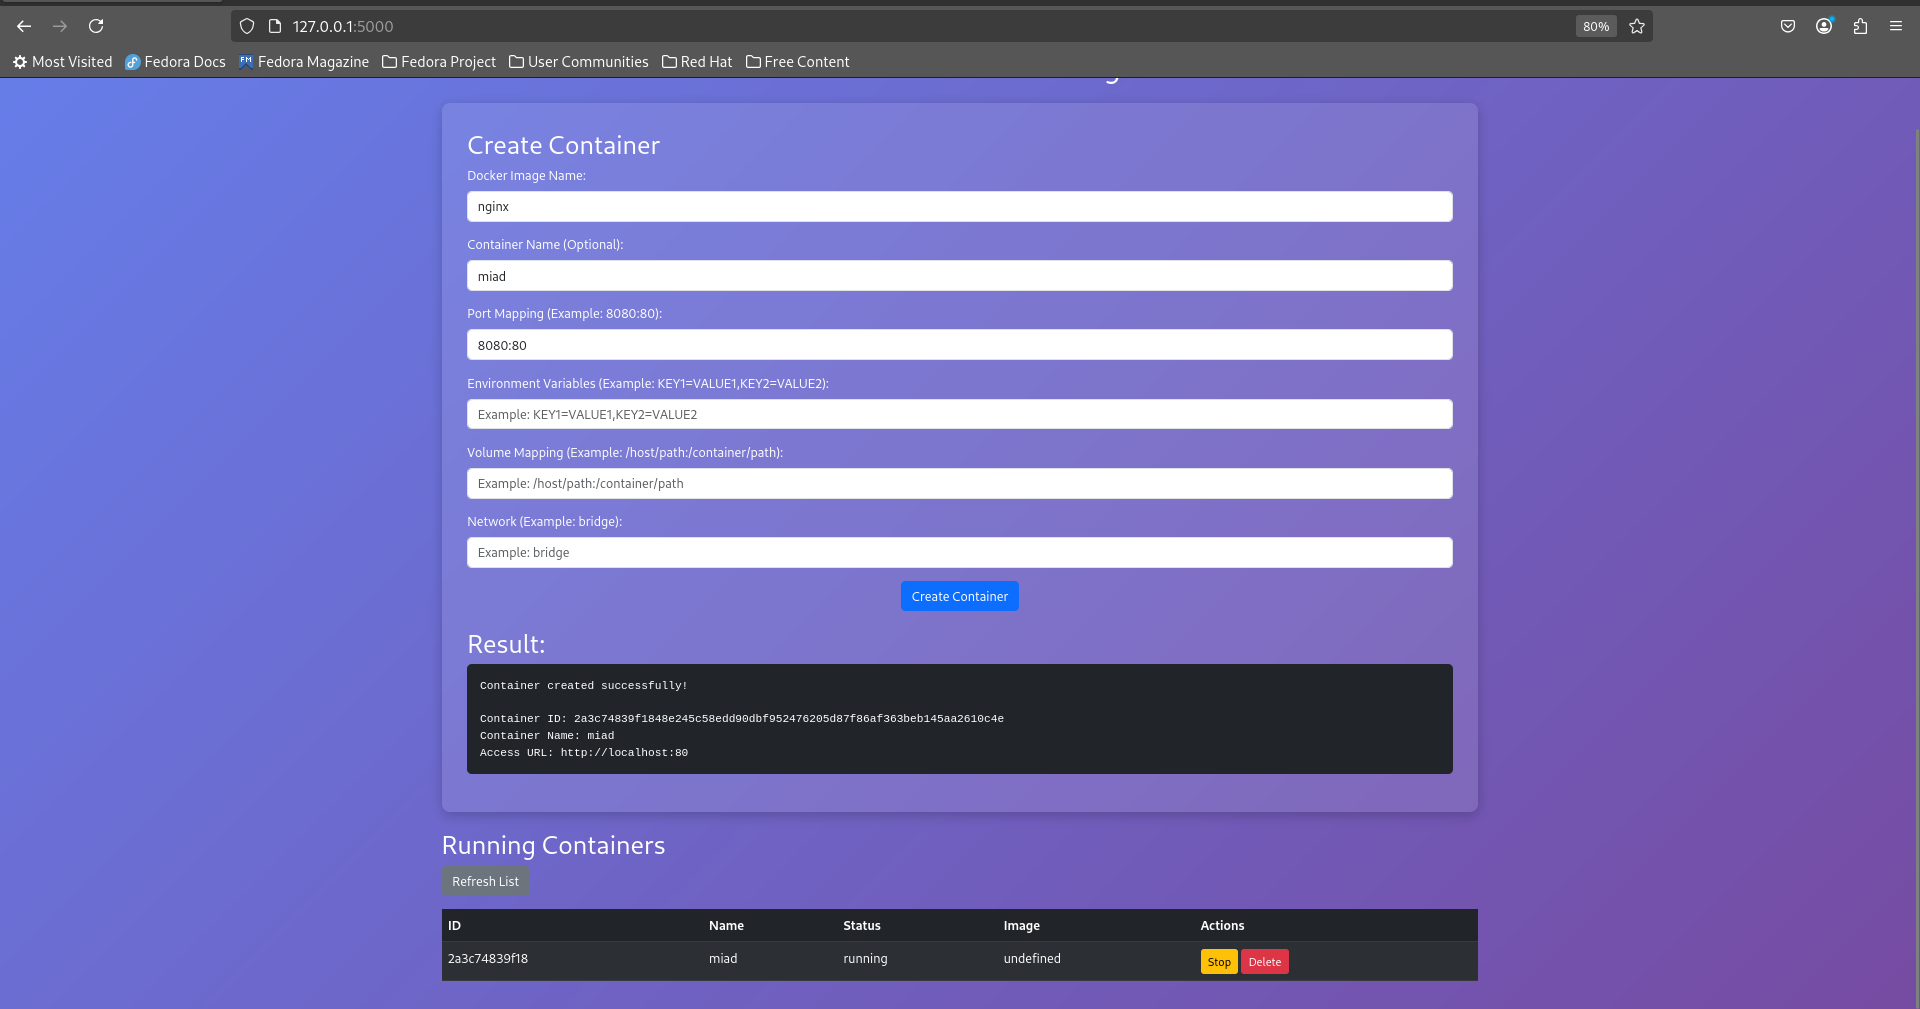 127.0.0.1:5000
80%
Most Visited Fedora Docs Fedora Magazine Fedora Project User Communities Red Hat Free Content
Create Container
Docker Image Name:
nginx
Container Name (Optional):
miad
Port Mapping (Example: 8080:80):
8080:80
Environment Variables (Example: KEY1=VALUE1,KEY2=VALUE2):
Example: KEY1=VALUE1,KEY2=VALUE2
Volume Mapping (Example: /host/path:/container/path):
Example: /host/path:/container/path
Network (Example: bridge):
Example: bridge
Create Container
Result:
Container created successfully!
Container ID: 2a3c74839f1848e245c58edd90dbf952476205d87f86af363beb145aa2610c4e
Container Name: miad
Access URL: http://localhost:80
Running Containers
Refresh List
ID Name Status Image Actions
2a3c74839f18 miad running undefined Stop Delete